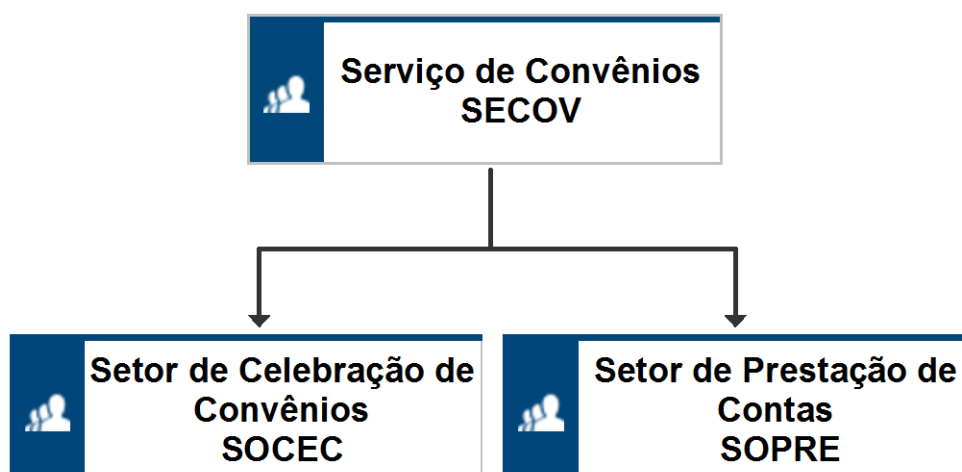 Serviço de Convênios
SECOV
Setor de Celebração de
Convênios
SOCEC
Setor de Prestação de
Contas
SOPRE